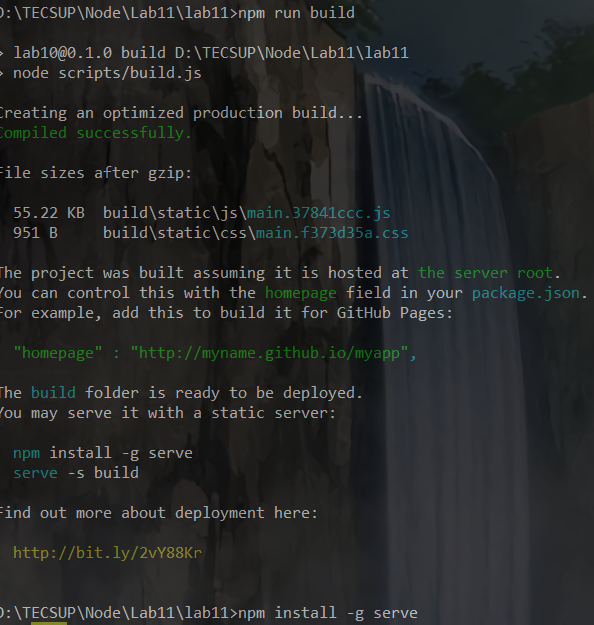 D:\TECSUP\Node\Lab11\lab11>npm run build
> lab10@0.1.0 build D:\TECSUP\Node\Lab11\lab11
> node scripts/build.js
Creating an optimized production build...
Compiled successfully.
File sizes after gzip:
55.22 KB  build\static\js\main.37841ccc.js
951 B     build\static\css\main.f373d35a.css
The project was built assuming it is hosted at the server root.
You can control this with the homepage field in your package.json.
For example, add this to build it for GitHub Pages:
"homepage" : "http://myname.github.io/myapp",
The build folder is ready to be deployed.
You may serve it with a static server:
npm install -g serve
serve -s build
Find out more about deployment here:
http://bit.ly/2vY88Kr
D:\TECSUP\Node\Lab11\lab11>npm install -g serve